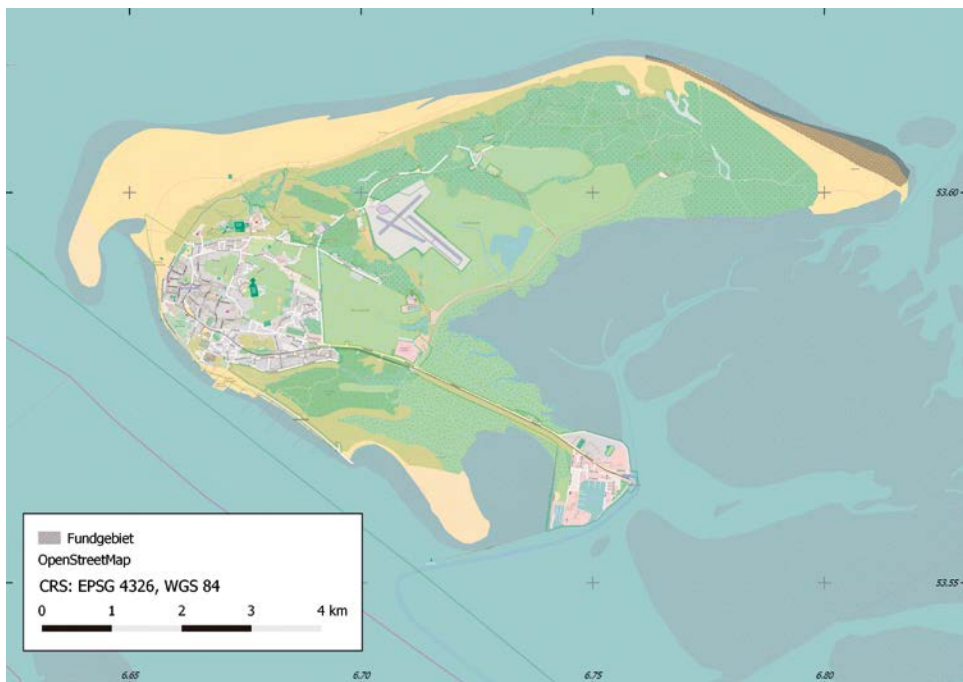 53.60
Fundgebiet
OpenStreetMap
CRS: EPSG 4326, WGS 84
0 1 2 3 4 km
53.55
6.65 6.70 6.75 6.80